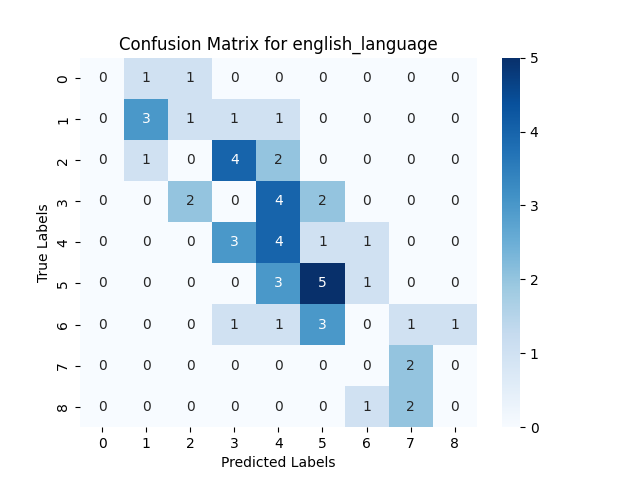 Confusion Matrix for english_language
True Labels
0 0 1 1 0 0 0 0 0 0
1 0 3 1 1 1 0 0 0 0
2 0 1 0 4 2 0 0 0 0
3 0 0 2 0 4 2 0 0 0
4 0 0 0 3 4 1 1 0 0
5 0 0 0 0 3 5 1 0 0
6 0 0 0 1 1 3 0 1 1
7 0 0 0 0 0 0 0 2 0
8 0 0 0 0 0 0 1 2 0
0 1 2 3 4 5 6 7 8
Predicted Labels
5
4
3
2
1
0